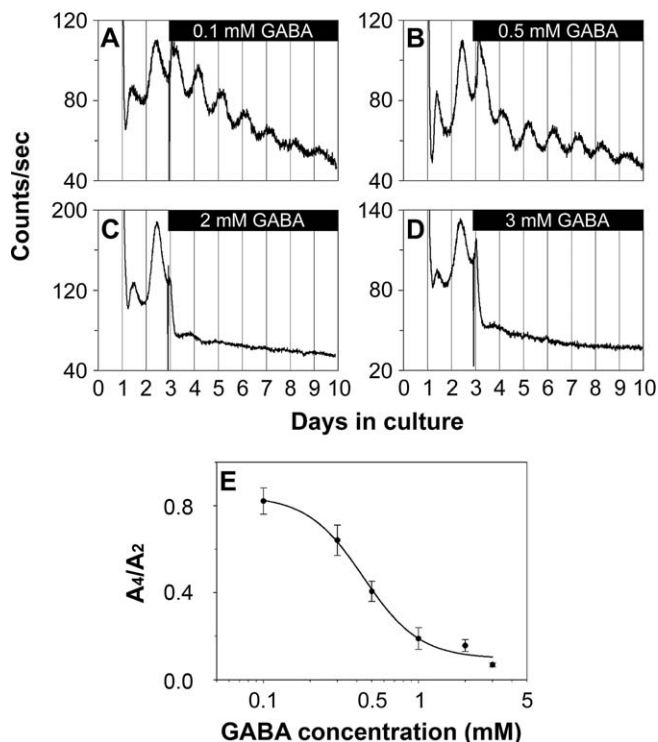 A 0.1 mM GABA
120
80
40
B 0.5 mM GABA
120
80
40
Counts/sec
C 2 mM GABA
200
120
40
0 1 2 3 4 5 6 7 8 9 10
D 3 mM GABA
140
80
20
0 1 2 3 4 5 6 7 8 9 10
Days in culture
E
0.8
0.4
0.0
A4/A2
0.1 0.5 1 5
GABA concentration (mM)